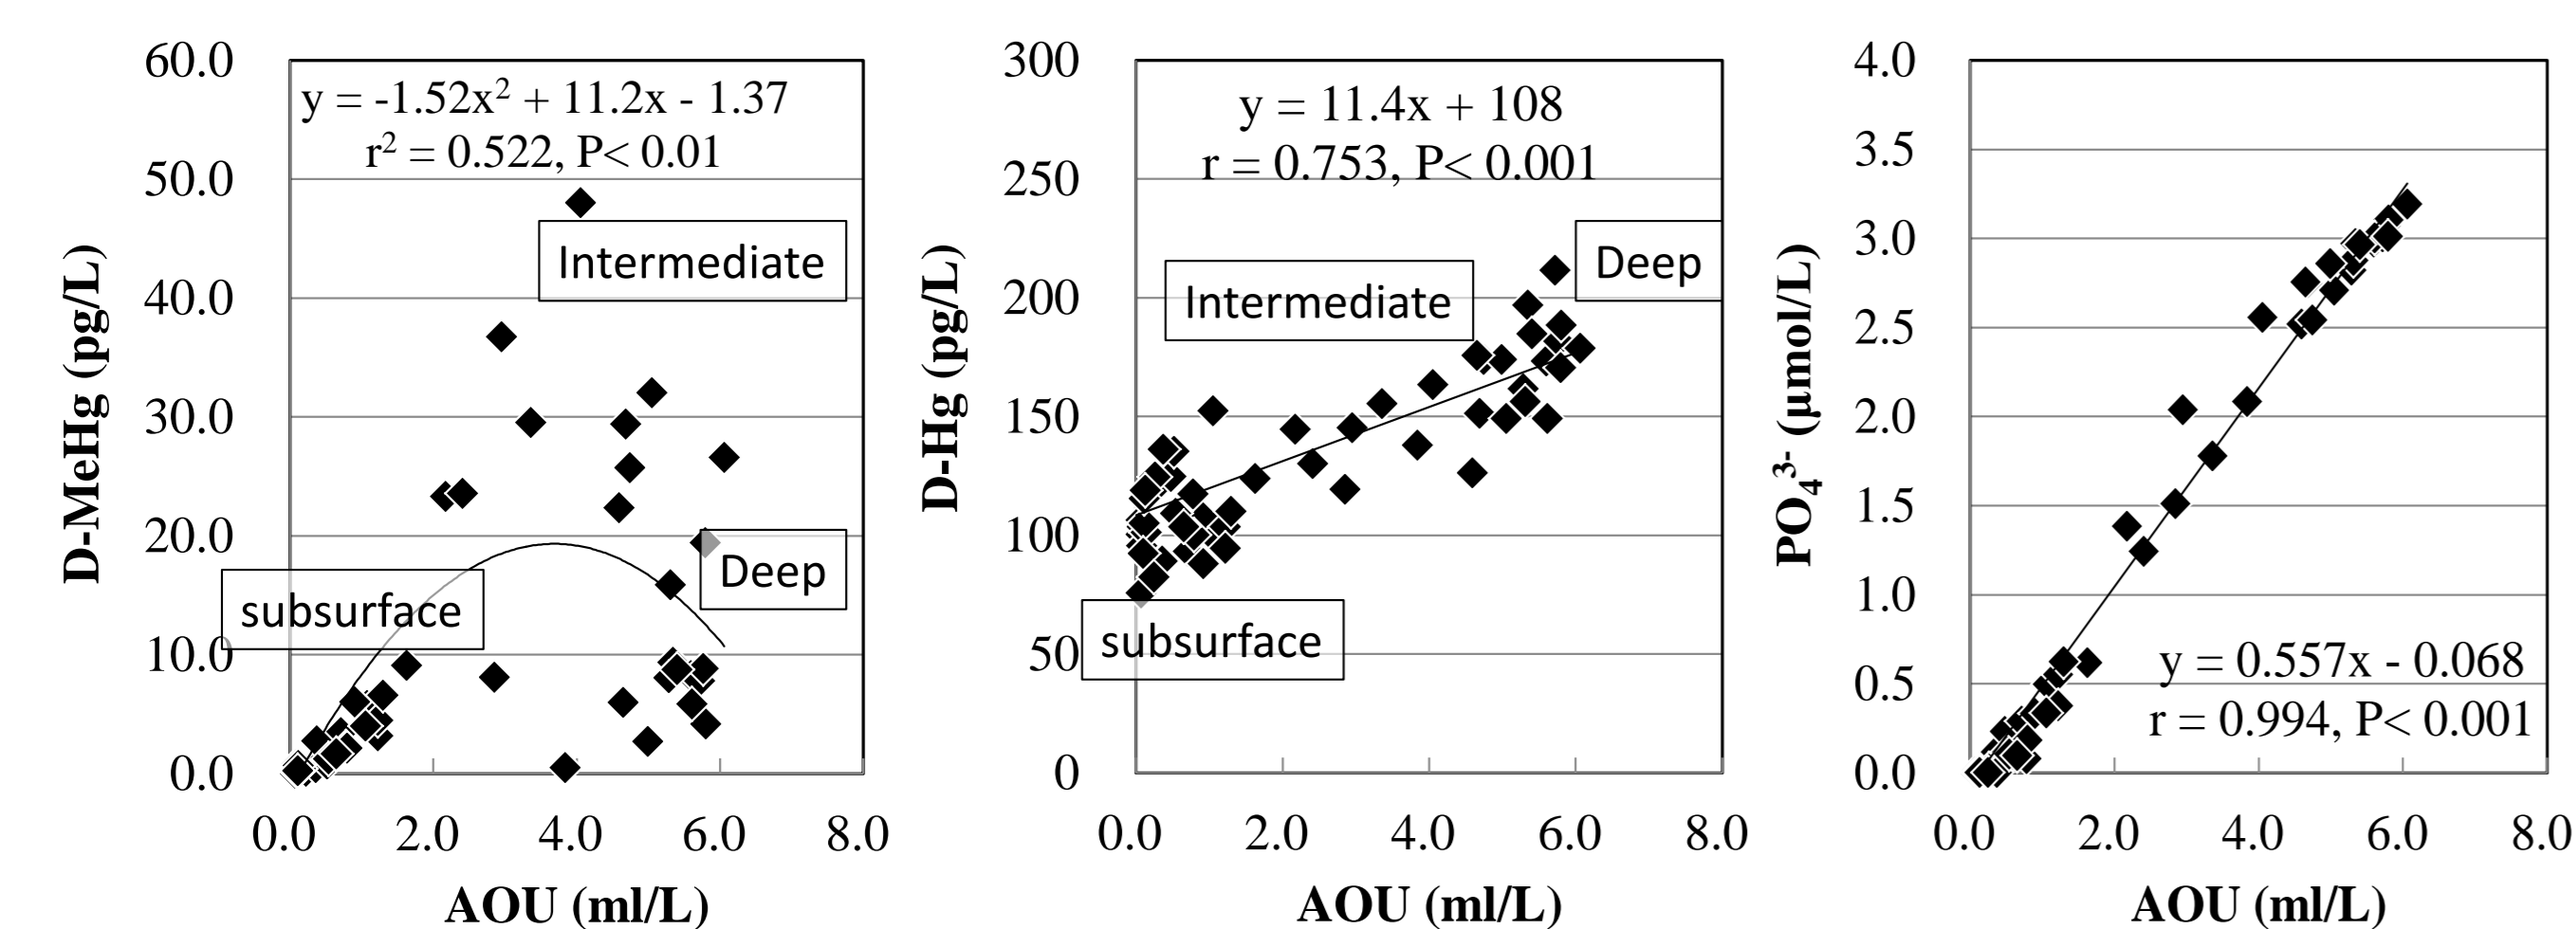 60.0
50.0
40.0
30.0
20.0
10.0
0.0
D-MeHg (pg/L)
y = -1.52x² + 11.2x - 1.37
r² = 0.522, P< 0.01
Intermediate
subsurface
Deep
0.0 2.0 4.0 6.0 8.0
AOU (ml/L)
300
250
200
150
100
50
0
D-Hg (pg/L)
y = 11.4x + 108
r = 0.753, P< 0.001
Deep
Intermediate
subsurface
0.0 2.0 4.0 6.0 8.0
AOU (ml/L)
4.0
3.5
3.0
2.5
2.0
1.5
1.0
0.5
0.0
PO₄³⁻ (μmol/L)
y = 0.557x - 0.068
r = 0.994, P< 0.001
0.0 2.0 4.0 6.0 8.0
AOU (ml/L)